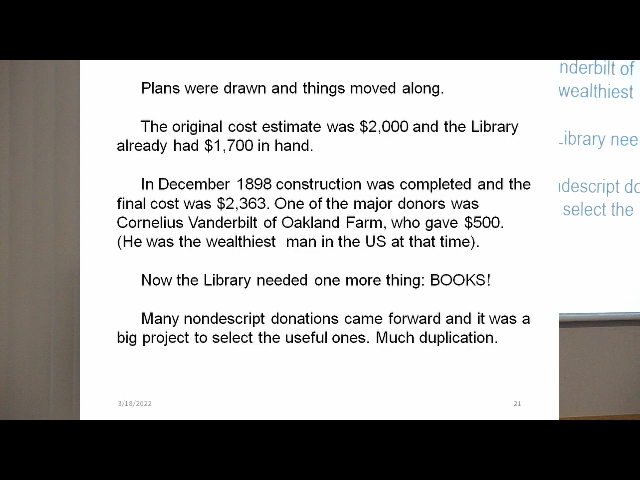 Plans were drawn and things moved along.
The original cost estimate was $2,000 and the Library
already had $1,700 in hand.
In December 1898 construction was completed and the
final cost was $2,363. One of the major donors was
Cornelius Vanderbilt of Oakland Farm, who gave $500.
(He was the wealthiest  man in the US at that time).
Now the Library needed one more thing: BOOKS!
Many nondescript donations came forward and it was a
big project to select the useful ones. Much duplication.
3/18/2022
21
nderbilt of
wealthiest
Library nee
descript do
select the